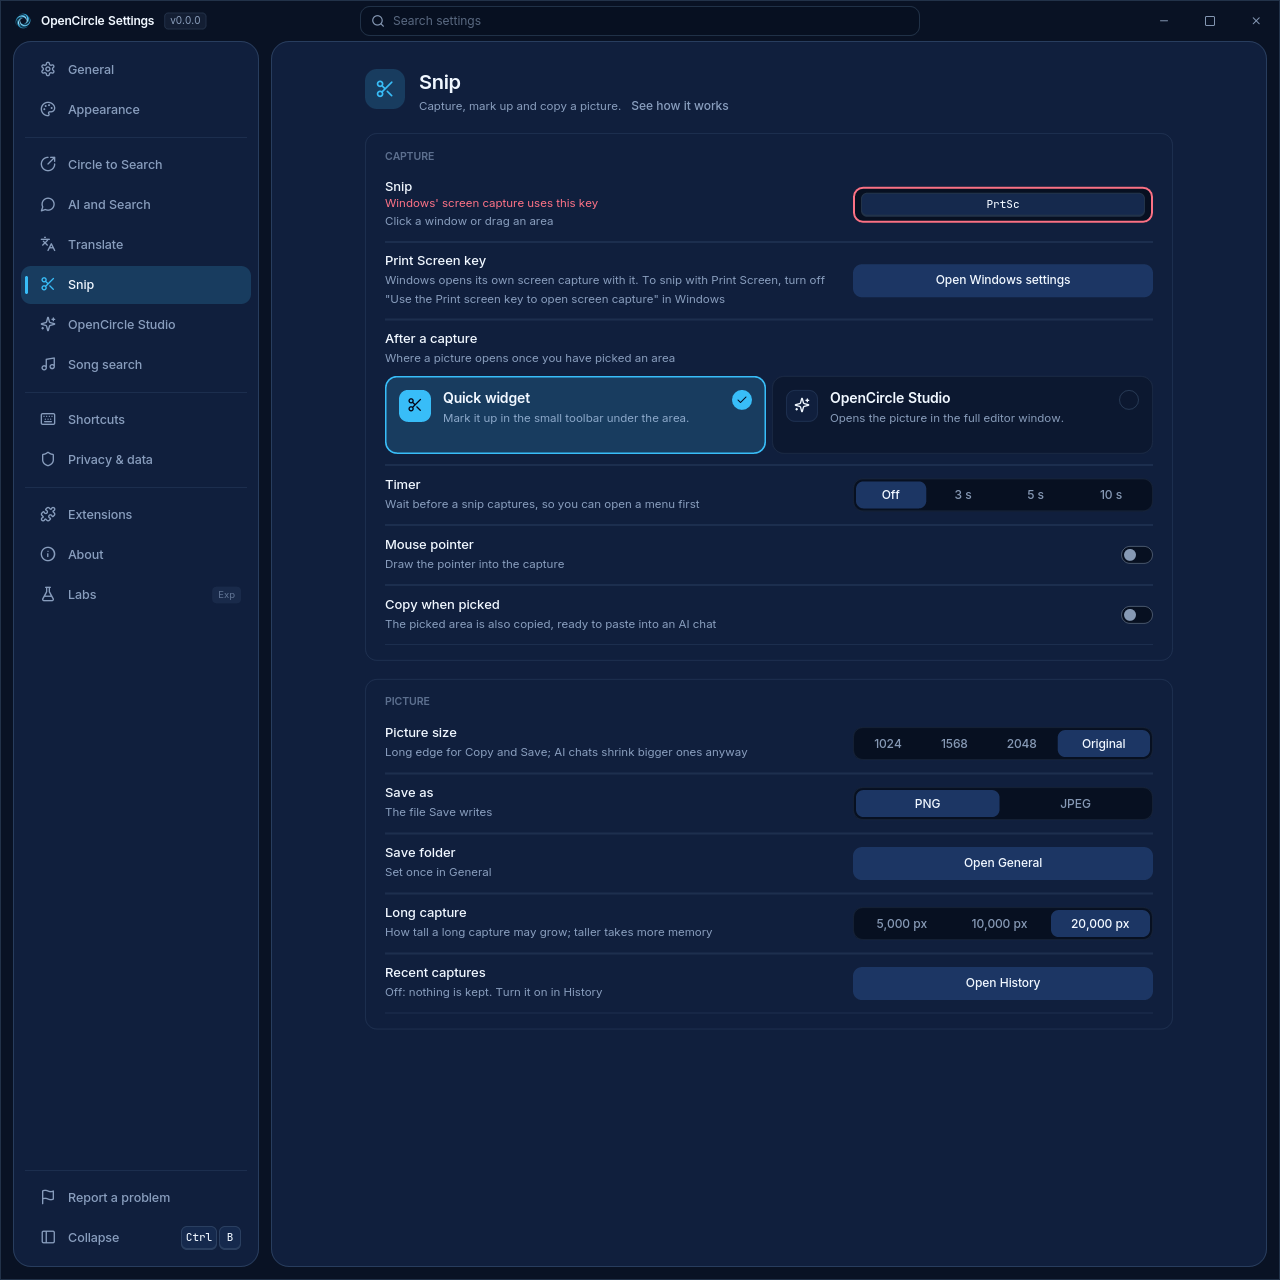 OpenCircle Settings
v0.0.0
Search settings
General
Appearance
Circle to Search
AI and Search
Translate
Snip
OpenCircle Studio
Song search
Shortcuts
Privacy & data
Extensions
About
Labs
Exp
Report a problem
Collapse
Ctrl B
Snip
Capture, mark up and copy a picture. See how it works
CAPTURE
Snip
Windows' screen capture uses this key
Click a window or drag an area
PrtSc
Print Screen key
Windows opens its own screen capture with it. To snip with Print Screen, turn off
"Use the Print screen key to open screen capture" in Windows
Open Windows settings
After a capture
Where a picture opens once you have picked an area
Quick widget
Mark it up in the small toolbar under the area.
OpenCircle Studio
Opens the picture in the full editor window.
Timer
Wait before a snip captures, so you can open a menu first
Off 3 s 5 s 10 s
Mouse pointer
Draw the pointer into the capture
Copy when picked
The picked area is also copied, ready to paste into an AI chat
PICTURE
Picture size
Long edge for Copy and Save; AI chats shrink bigger ones anyway
1024 1568 2048 Original
Save as
The file Save writes
PNG JPEG
Save folder
Set once in General
Open General
Long capture
How tall a long capture may grow; taller takes more memory
5,000 px 10,000 px 20,000 px
Recent captures
Off: nothing is kept. Turn it on in History
Open History